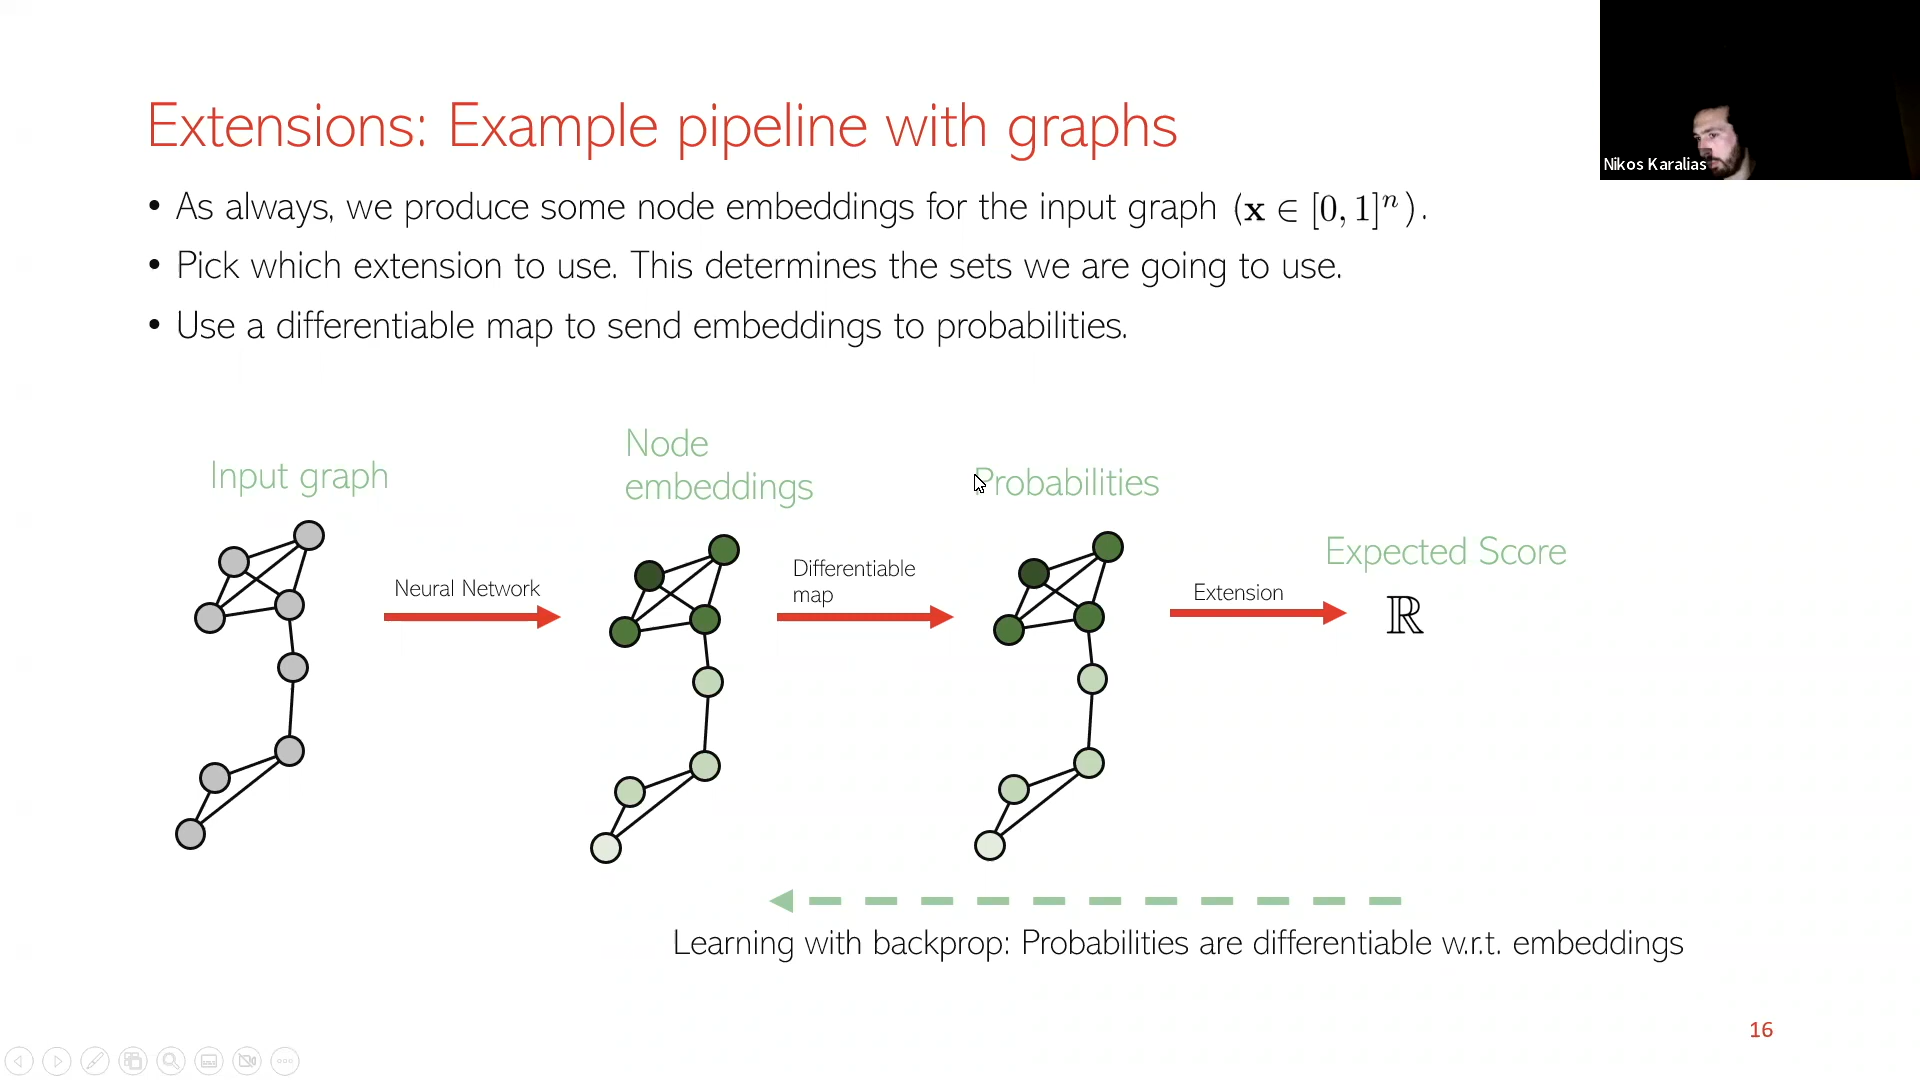 Extensions: Example pipeline with graphs
Nikos Karalias
• As always, we produce some node embeddings for the input graph (x ∈ [0, 1]ⁿ).
• Pick which extension to use. This determines the sets we are going to use.
• Use a differentiable map to send embeddings to probabilities.
Input graph
Node
embeddings
Probabilities
Expected Score
Neural Network
Differentiable
map
Extension
ℝ
Learning with backprop: Probabilities are differentiable w.r.t. embeddings
16